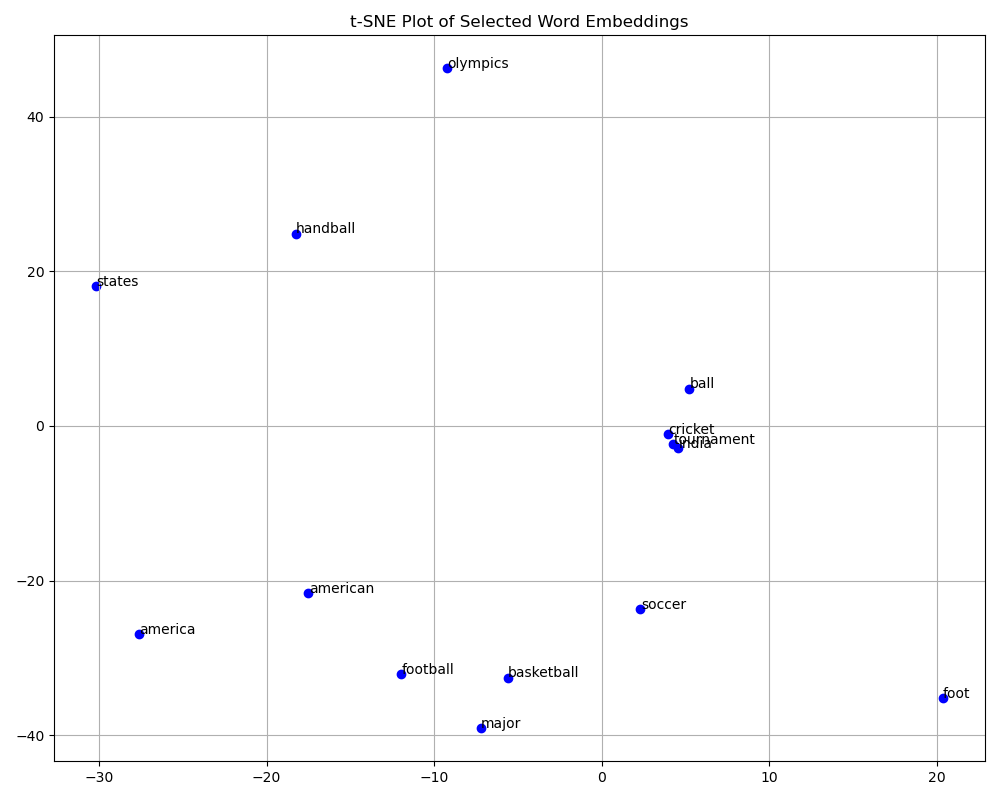 t-SNE Plot of Selected Word Embeddings
olympics
40
handball
20
states
ball
0
cricket
tournament
india
−20
american
soccer
america
football
basketball
foot
major
−40
−30 −20 −10 0 10 20